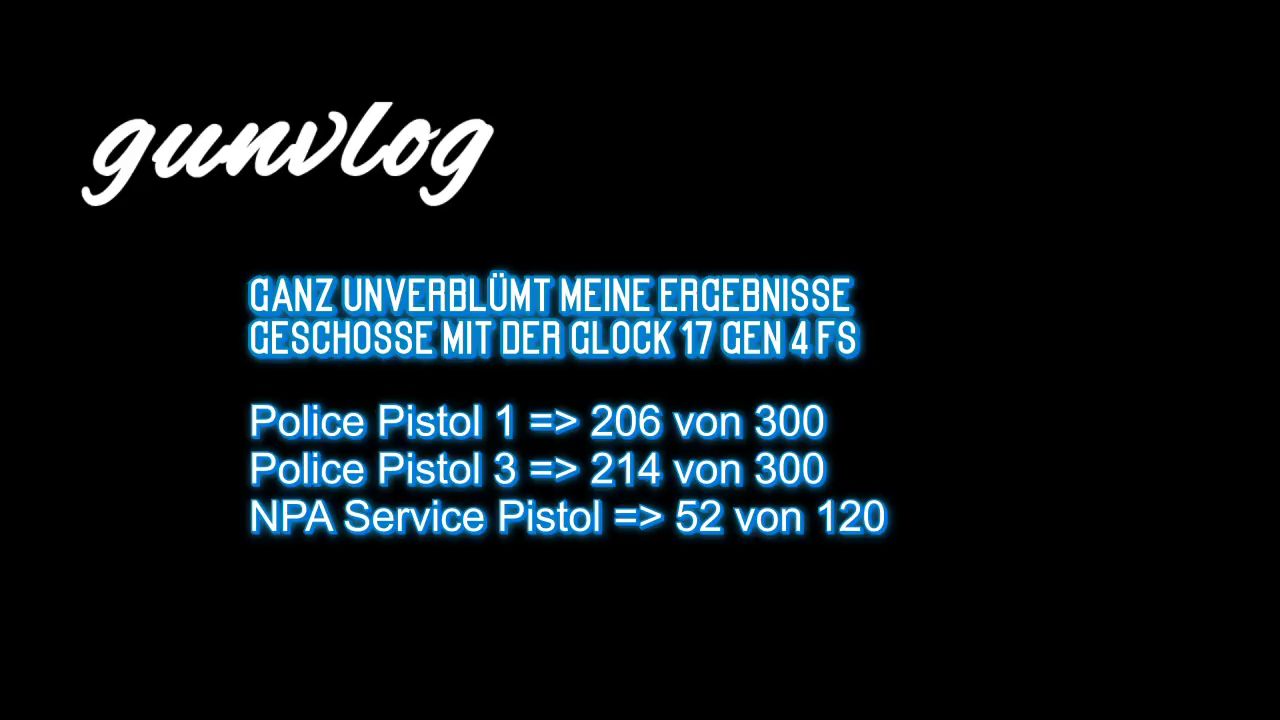 gunvlog
GANZ UNVERBLÜMT MEINE ERGEBNISSE
GESCHOSSE MIT DER GLOCK 17 GEN 4 FS
Police Pistol 1 => 206 von 300
Police Pistol 3 => 214 von 300
NPA Service Pistol => 52 von 120